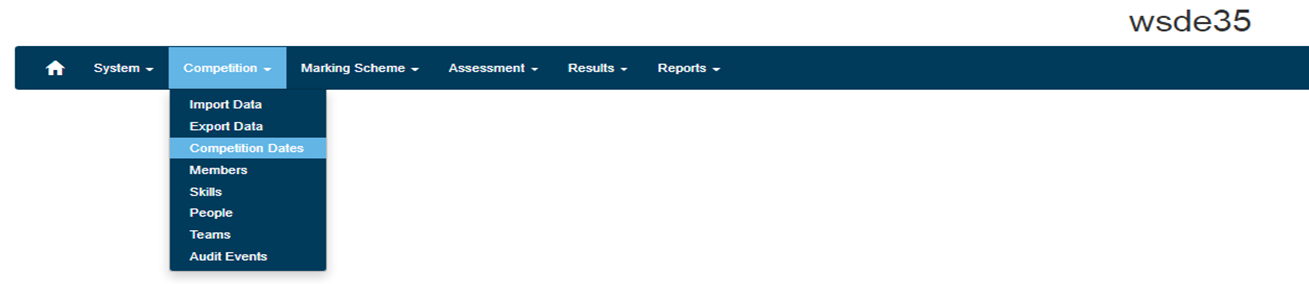 wsde35
System Competition Marking Scheme Assessment Results Reports
Import Data
Export Data
Competition Dates
Members
Skills
People
Teams
Audit Events